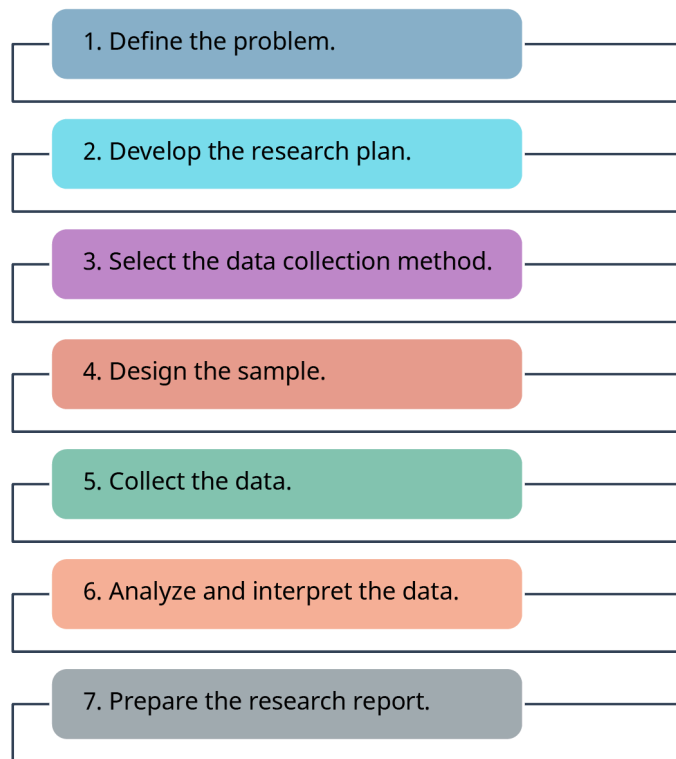 1. Define the problem.
2. Develop the research plan.
3. Select the data collection method.
4. Design the sample.
5. Collect the data.
6. Analyze and interpret the data.
7. Prepare the research report.